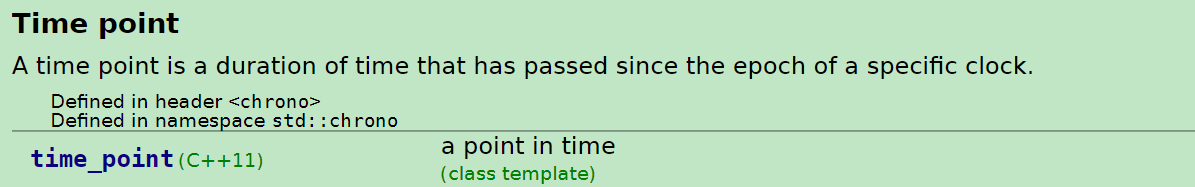 Time point
A time point is a duration of time that has passed since the epoch of a specific clock.
Defined in header <chrono>
Defined in namespace std::chrono
time_point (C++11) a point in time
(class template)